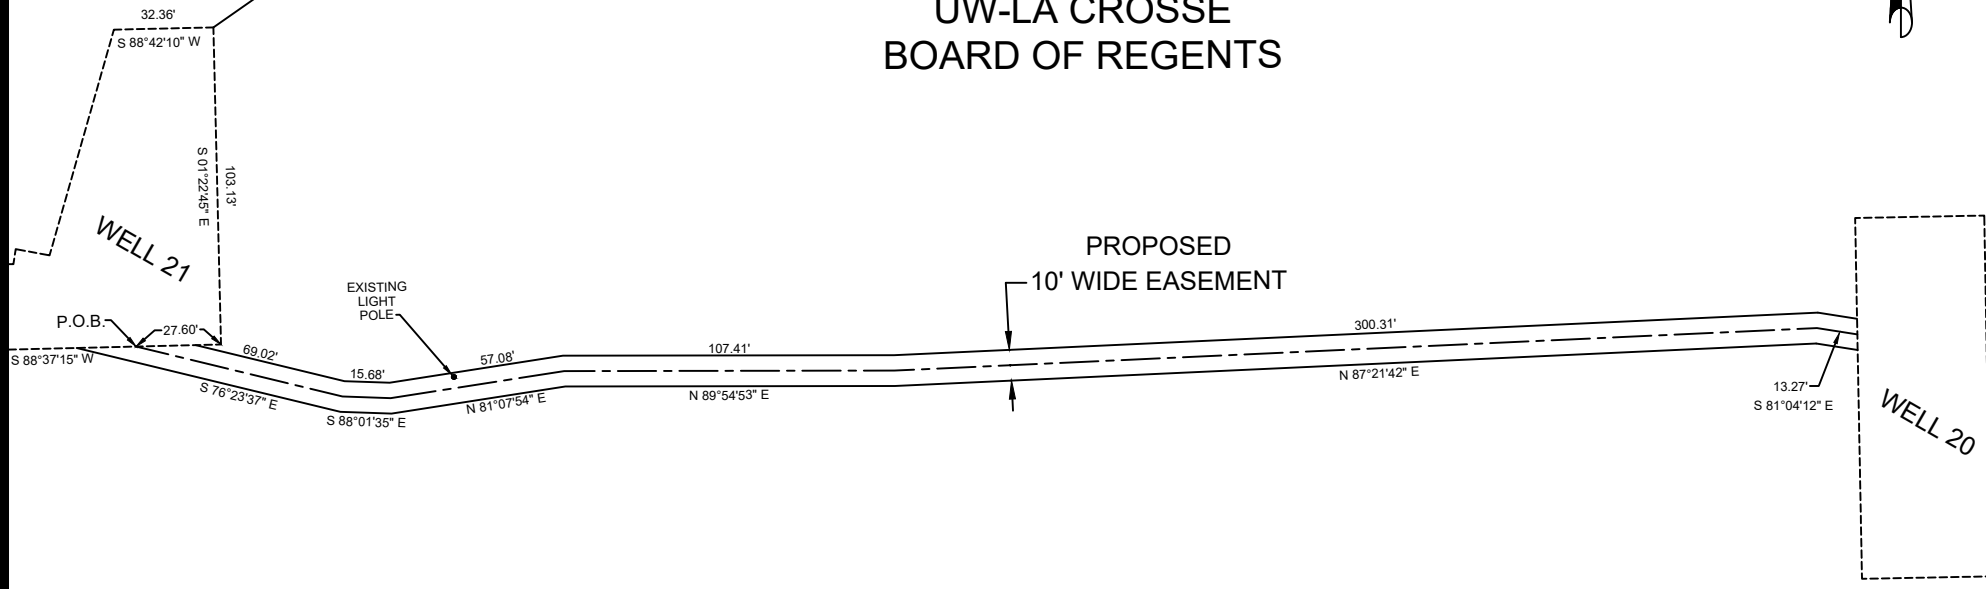 UW-LA CROSSE
BOARD OF REGENTS
32.36'
S 88°42'10" W
S 01°22'45" E
103.13'
WELL 21
P.O.B.
27.60'
S 88°37'15" W
EXISTING
LIGHT
POLE
69.02'
S 76°23'37" E
15.68'
S 88°01'35" E
57.08'
N 81°07'54" E
107.41'
N 89°54'53" E
PROPOSED
10' WIDE EASEMENT
300.31'
N 87°21'42" E
13.27'
S 81°04'12" E
WELL 20